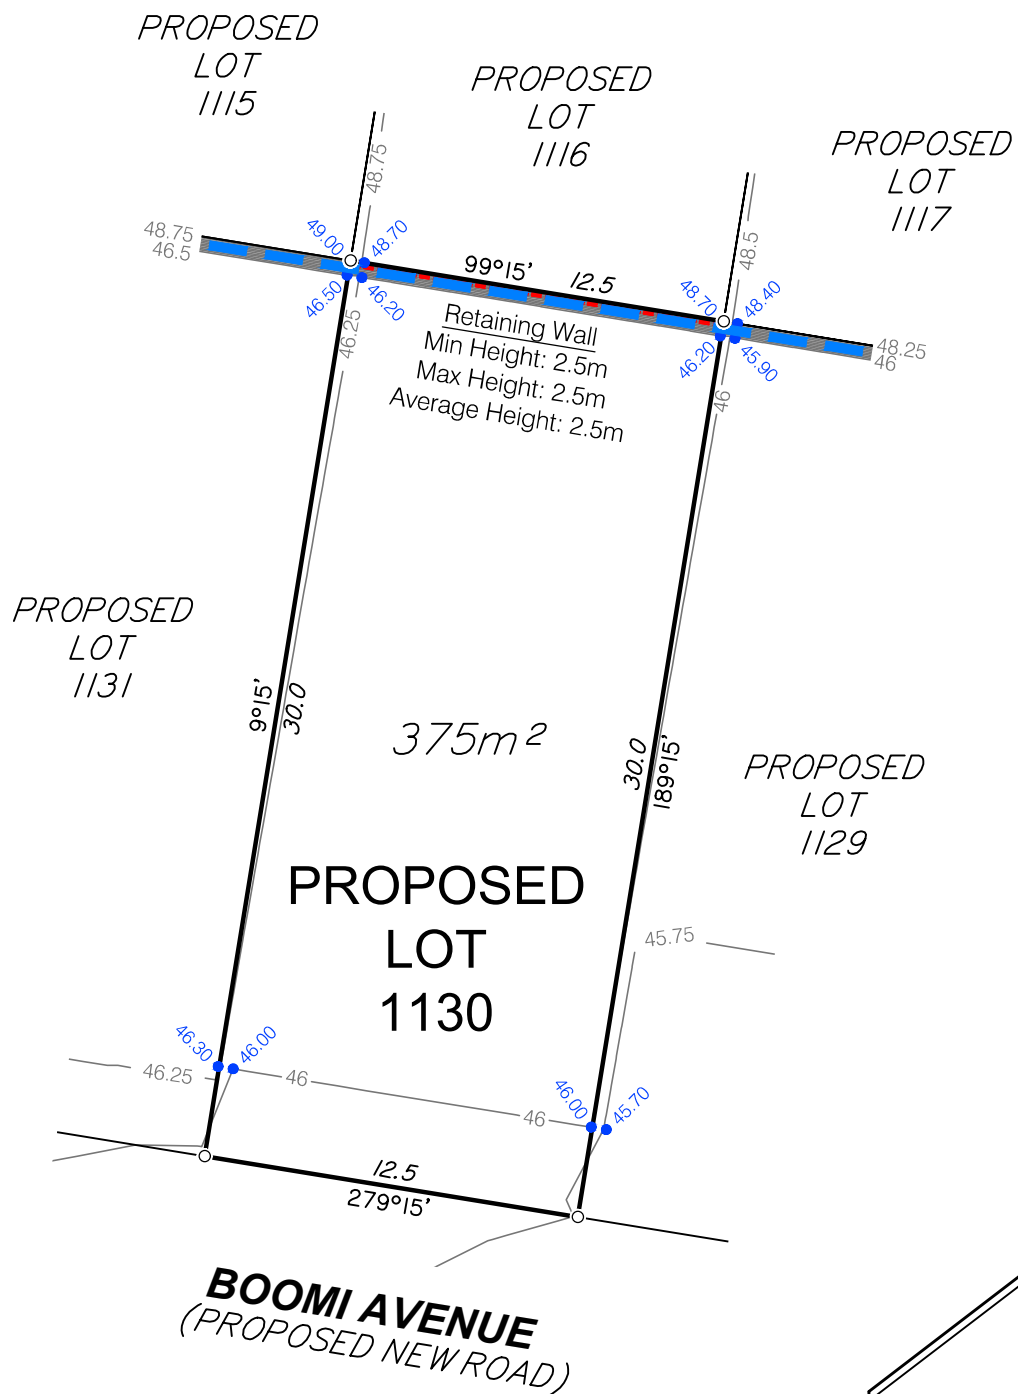 PROPOSED
LOT
1115
PROPOSED
LOT
1116
PROPOSED
LOT
1117
48.75
48.5
48.75
46.5
49.00
48.70
46.50
46.20
46.25
99°15'
12.5
48.70
48.40
46.20
45.90
48.25
46
46
Retaining Wall
Min Height: 2.5m
Max Height: 2.5m
Average Height: 2.5m
PROPOSED
LOT
1131
9°15'
30.0
375m²
30.0
189°15'
PROPOSED
LOT
1129
PROPOSED
LOT
1130
45.75
46.30
46.00
46.25
46
46
46.00
45.70
12.5
279°15'
BOOMI AVENUE
(PROPOSED NEW ROAD)